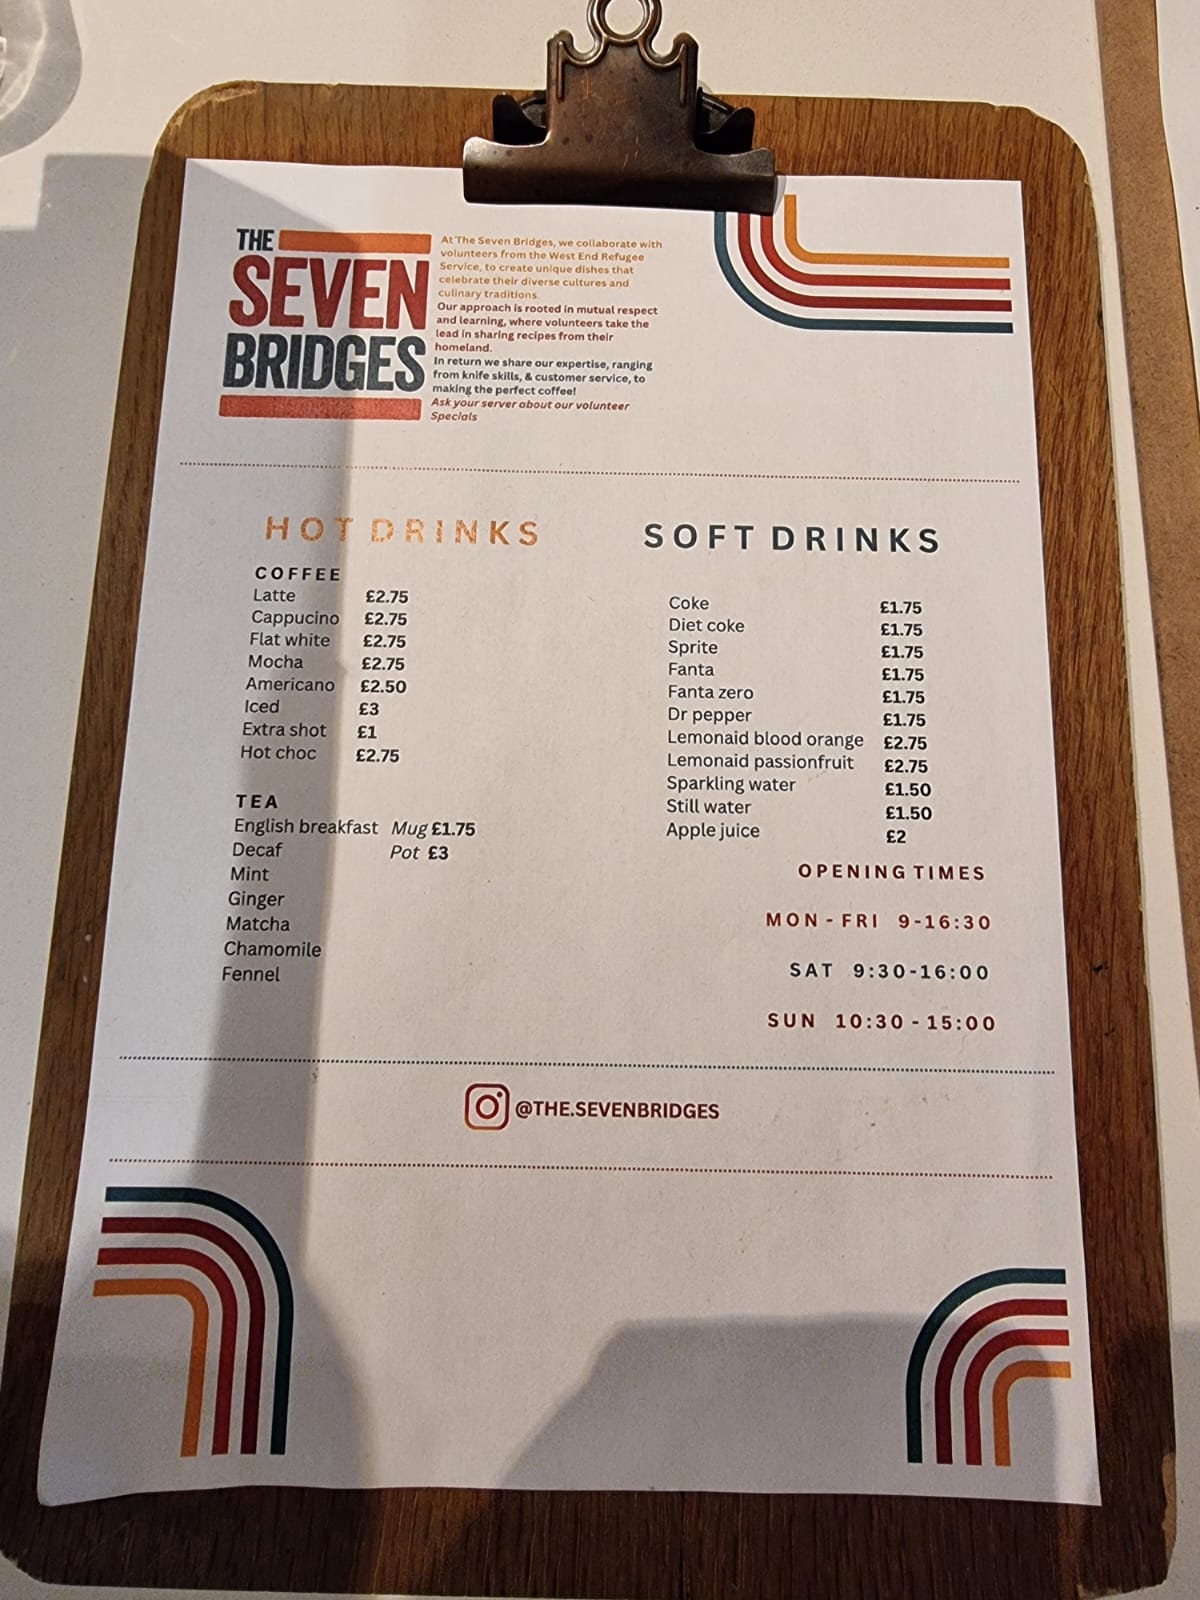 THE
SEVEN
BRIDGES
At The Seven Bridges, we collaborate with
volunteers from the West End Refugee
Service, to create unique dishes that
celebrate their diverse cultures and
culinary traditions.
Our approach is rooted in mutual respect
and learning, where volunteers take the
lead in sharing recipes from their
homeland.
In return we share our expertise, ranging
from knife skills, & customer service, to
making the perfect coffee!
Ask your server about our volunteer
Specials
HOT DRINKS
COFFEE
Latte £2.75
Cappucino £2.75
Flat white £2.75
Mocha £2.75
Americano £2.50
Iced £3
Extra shot £1
Hot choc £2.75
TEA
English breakfast Mug £1.75
Decaf Pot £3
Mint
Ginger
Matcha
Chamomile
Fennel
SOFT DRINKS
Coke £1.75
Diet coke £1.75
Sprite £1.75
Fanta £1.75
Fanta zero £1.75
Dr pepper £1.75
Lemonaid blood orange £2.75
Lemonaid passionfruit £2.75
Sparkling water £1.50
Still water £1.50
Apple juice £2
OPENING TIMES
MON - FRI 9-16:30
SAT 9:30-16:00
SUN 10:30 - 15:00
@THE.SEVENBRIDGES